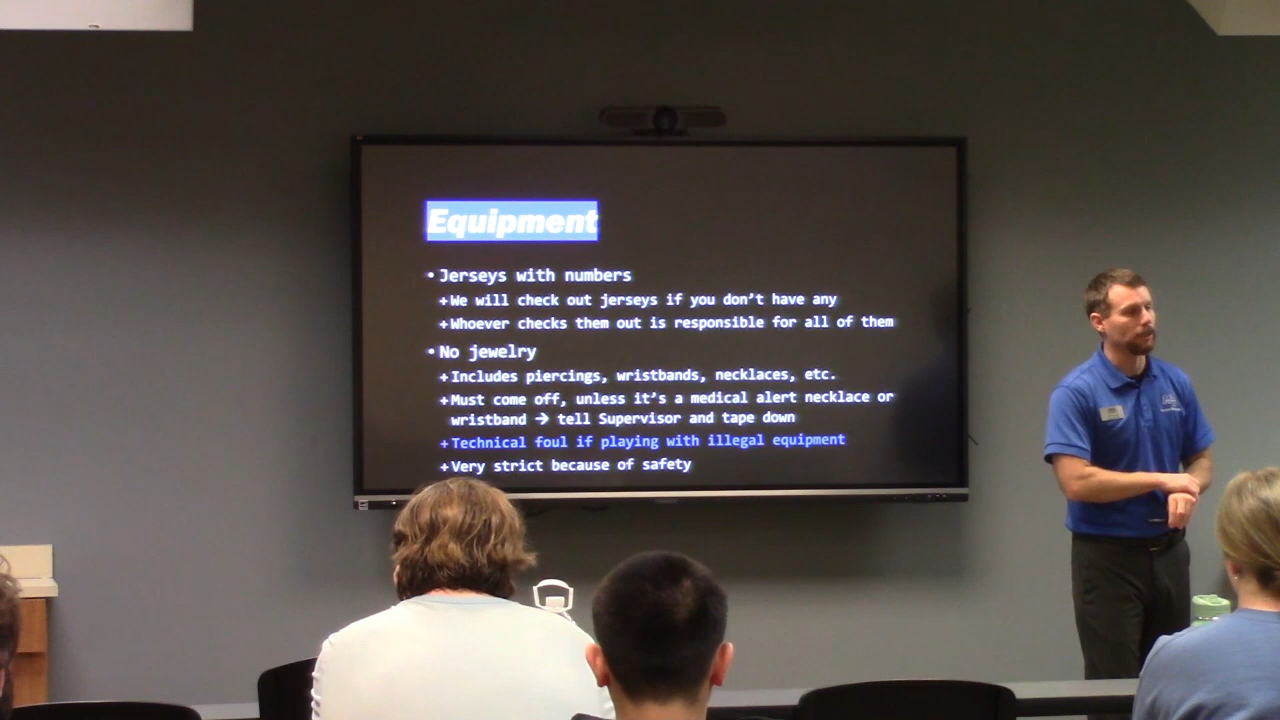 Equipment
• Jerseys with numbers
+We will check out jerseys if you don't have any
+Whoever checks them out is responsible for all of them
• No jewelry
+Includes piercings, wristbands, necklaces, etc.
+Must come off, unless it's a medical alert necklace or
wristband → tell Supervisor and tape down
+Technical foul if playing with illegal equipment
+Very strict because of safety